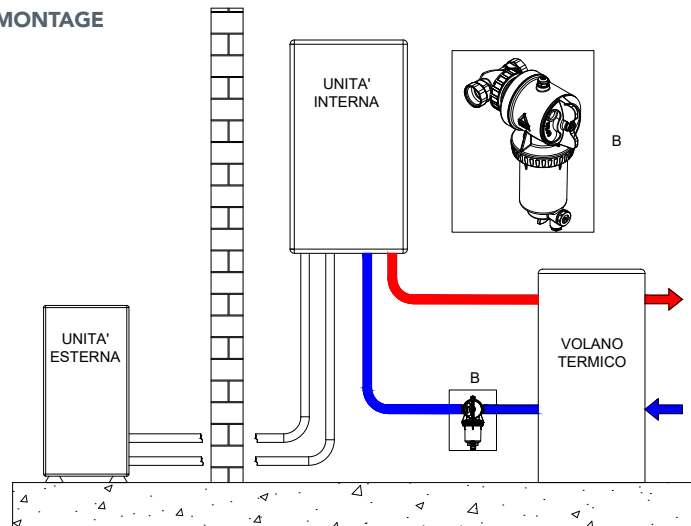 MONTAGE
UNITA'
INTERNA
B
UNITA'
ESTERNA
VOLANO
TERMICO
B